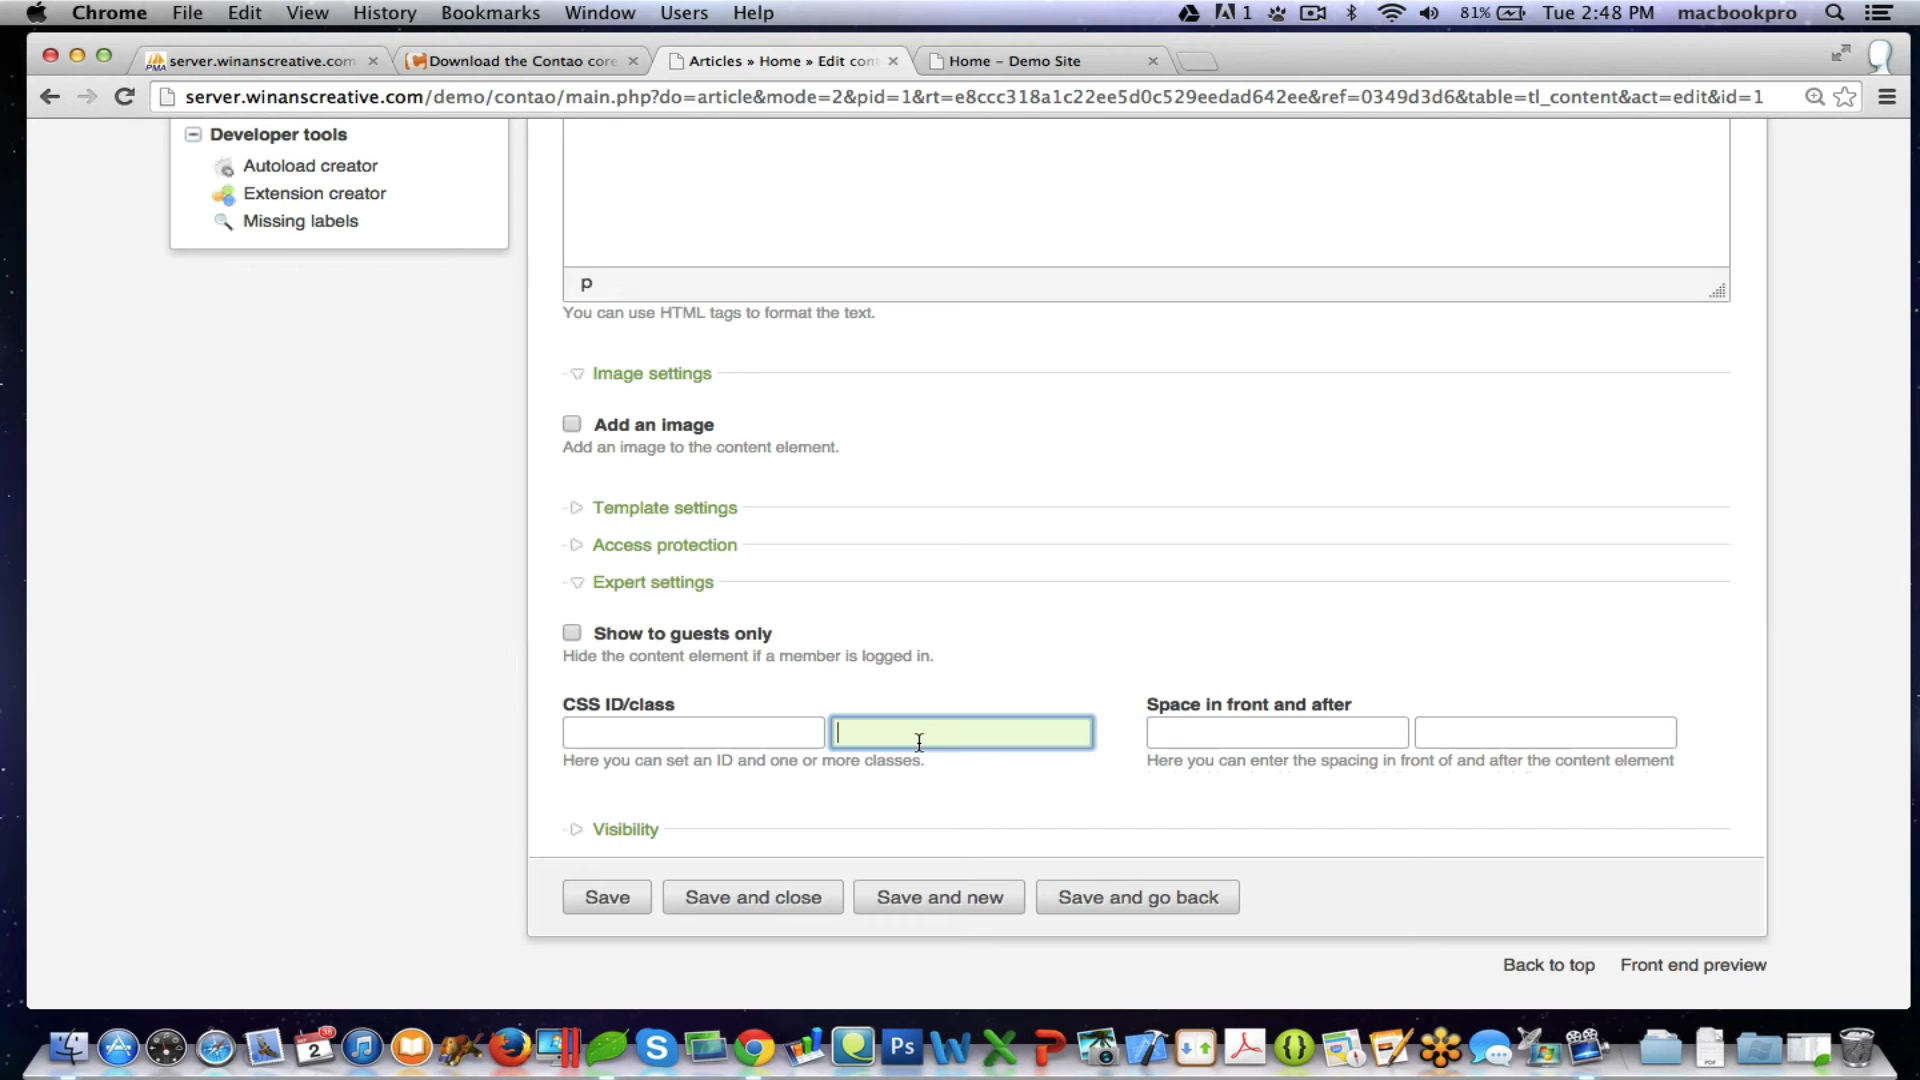 Chrome File Edit View History Bookmarks Window Users Help 1 81% Tue 2:48 PM macbookpro
server.winanscreative.com Download the Contao core Articles » Home » Edit con Home – Demo Site
server.winanscreative.com/demo/contao/main.php?do=article&mode=2&pid=1&rt=e8ccc318a1c22ee5d0c529eedad642ee&ref=0349d3d6&table=tl_content&act=edit&id=1
Developer tools
Autoload creator
Extension creator
Missing labels
p
You can use HTML tags to format the text.
Image settings
Add an image
Add an image to the content element.
Template settings
Access protection
Expert settings
Show to guests only
Hide the content element if a member is logged in.
CSS ID/class Space in front and after
Here you can set an ID and one or more classes. Here you can enter the spacing in front of and after the content element
Visibility
Save Save and close Save and new Save and go back
Back to top Front end preview